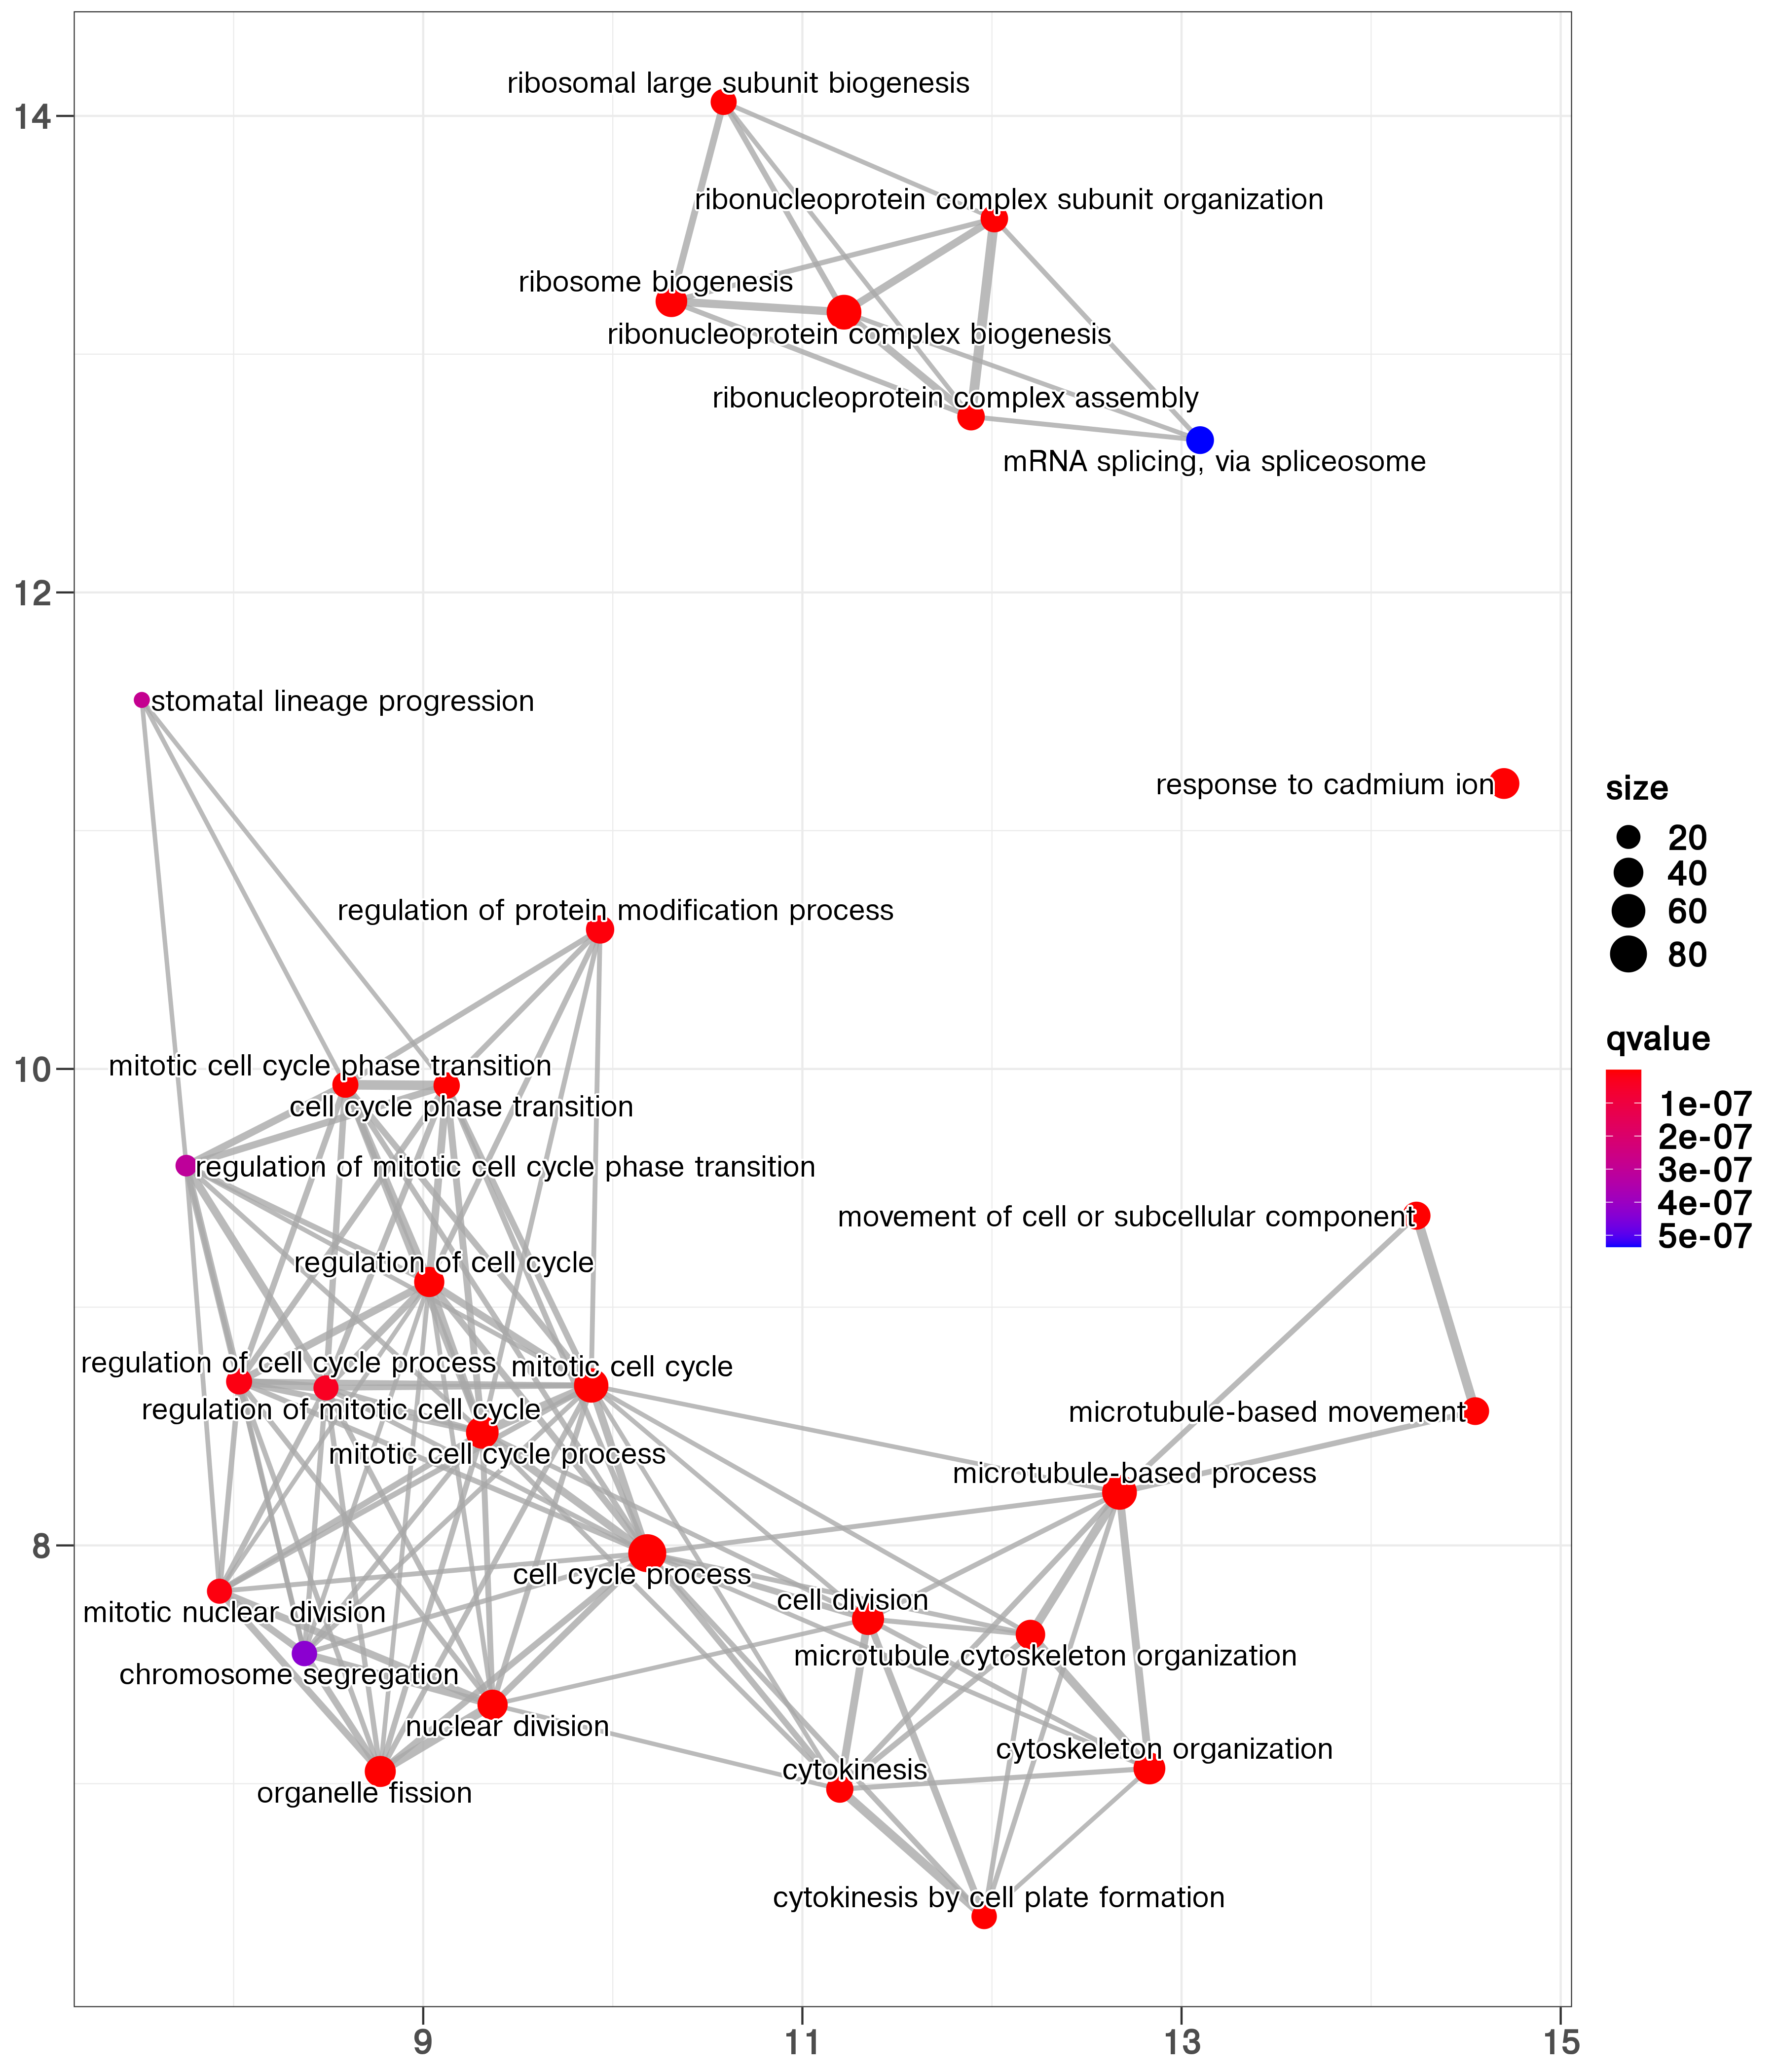 ribosomal large subunit biogenesis
14
ribonucleoprotein complex subunit organization
ribosome biogenesis
ribonucleoprotein complex biogenesis
ribonucleoprotein complex assembly
mRNA splicing, via spliceosome
12
stomatal lineage progression
response to cadmium ion
size
20
40
60
80
regulation of protein modification process
qvalue
1e-07
2e-07
3e-07
4e-07
5e-07
10
mitotic cell cycle phase transition
cell cycle phase transition
regulation of mitotic cell cycle phase transition
movement of cell or subcellular component
regulation of cell cycle
regulation of cell cycle process
mitotic cell cycle
regulation of mitotic cell cycle
microtubule-based movement
mitotic cell cycle process
microtubule-based process
8
cell cycle process
cell division
mitotic nuclear division
microtubule cytoskeleton organization
chromosome segregation
nuclear division
cytoskeleton organization
cytokinesis
organelle fission
cytokinesis by cell plate formation
9
11
13
15